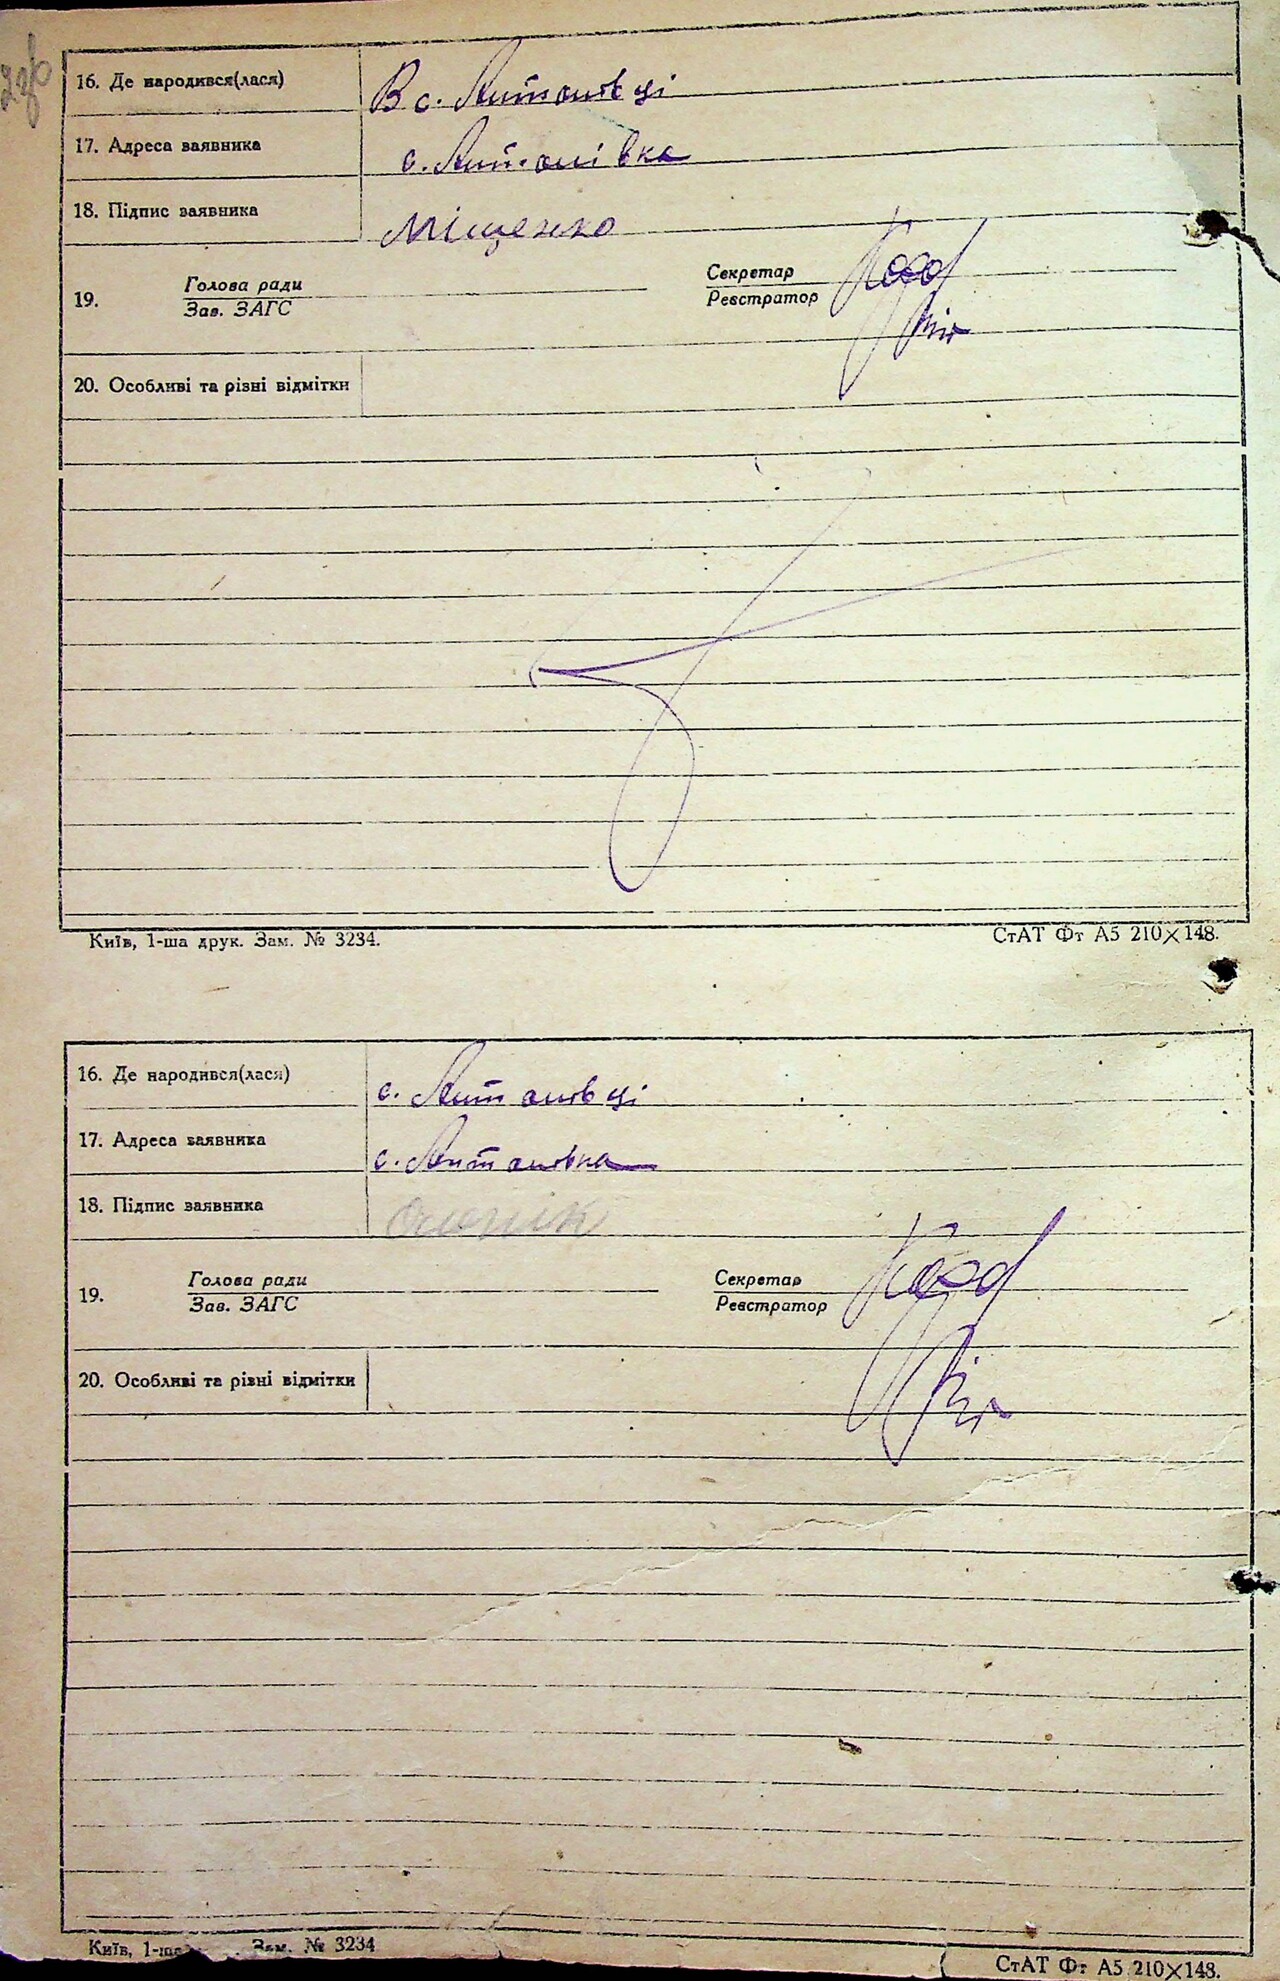 16. Де народився(лася) В с. Антонівці
17. Адреса заявника с. Антонівка
18. Підпис заявника Міщенко
19. Голова ради Секретар
Зав. ЗАГС Реєстратор
20. Особливі та різні відмітки
Київ, 1-ша друк. Зам. № 3234. СтАТ Фт А5 210×148.
16. Де народився(лася) с. Антонівці
17. Адреса заявника с. Антонівка
18. Підпис заявника
19. Голова ради Секретар
Зав. ЗАГС Реєстратор
20. Особливі та різні відмітки
Київ, 1-ша Зам. № 3234 СтАТ Фт А5 210×148.